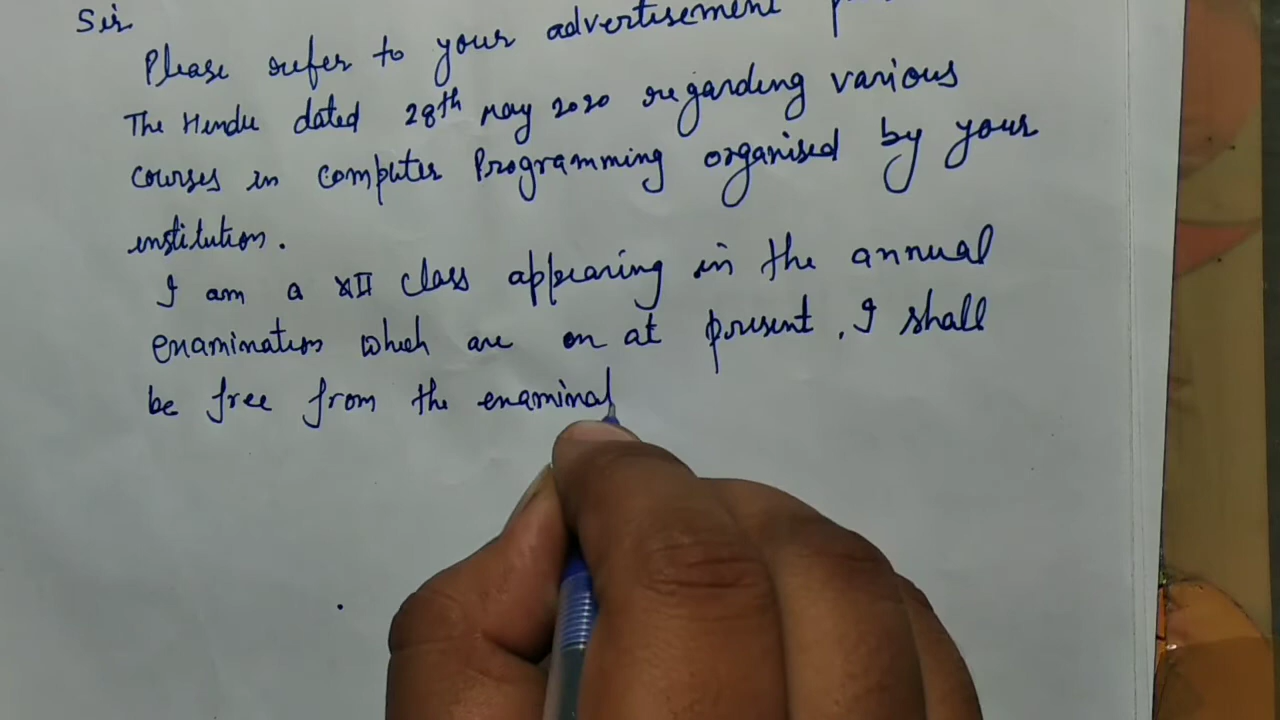 Sir
Please refer to your advertisement
The Hindu dated 28th May 2020 regarding various
courses in Computer Programming organised by your
institution.
I am a XII class appearing in the annual
examination which are on at present. I shall
be free from the examinat